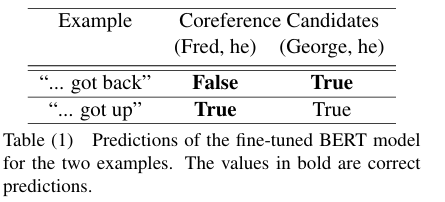 Example Coreference Candidates
(Fred, he) (George, he)
“... got back” False True
“... got up” True True
Table (1) Predictions of the fine-tuned BERT model
for the two examples. The values in bold are correct
predictions.